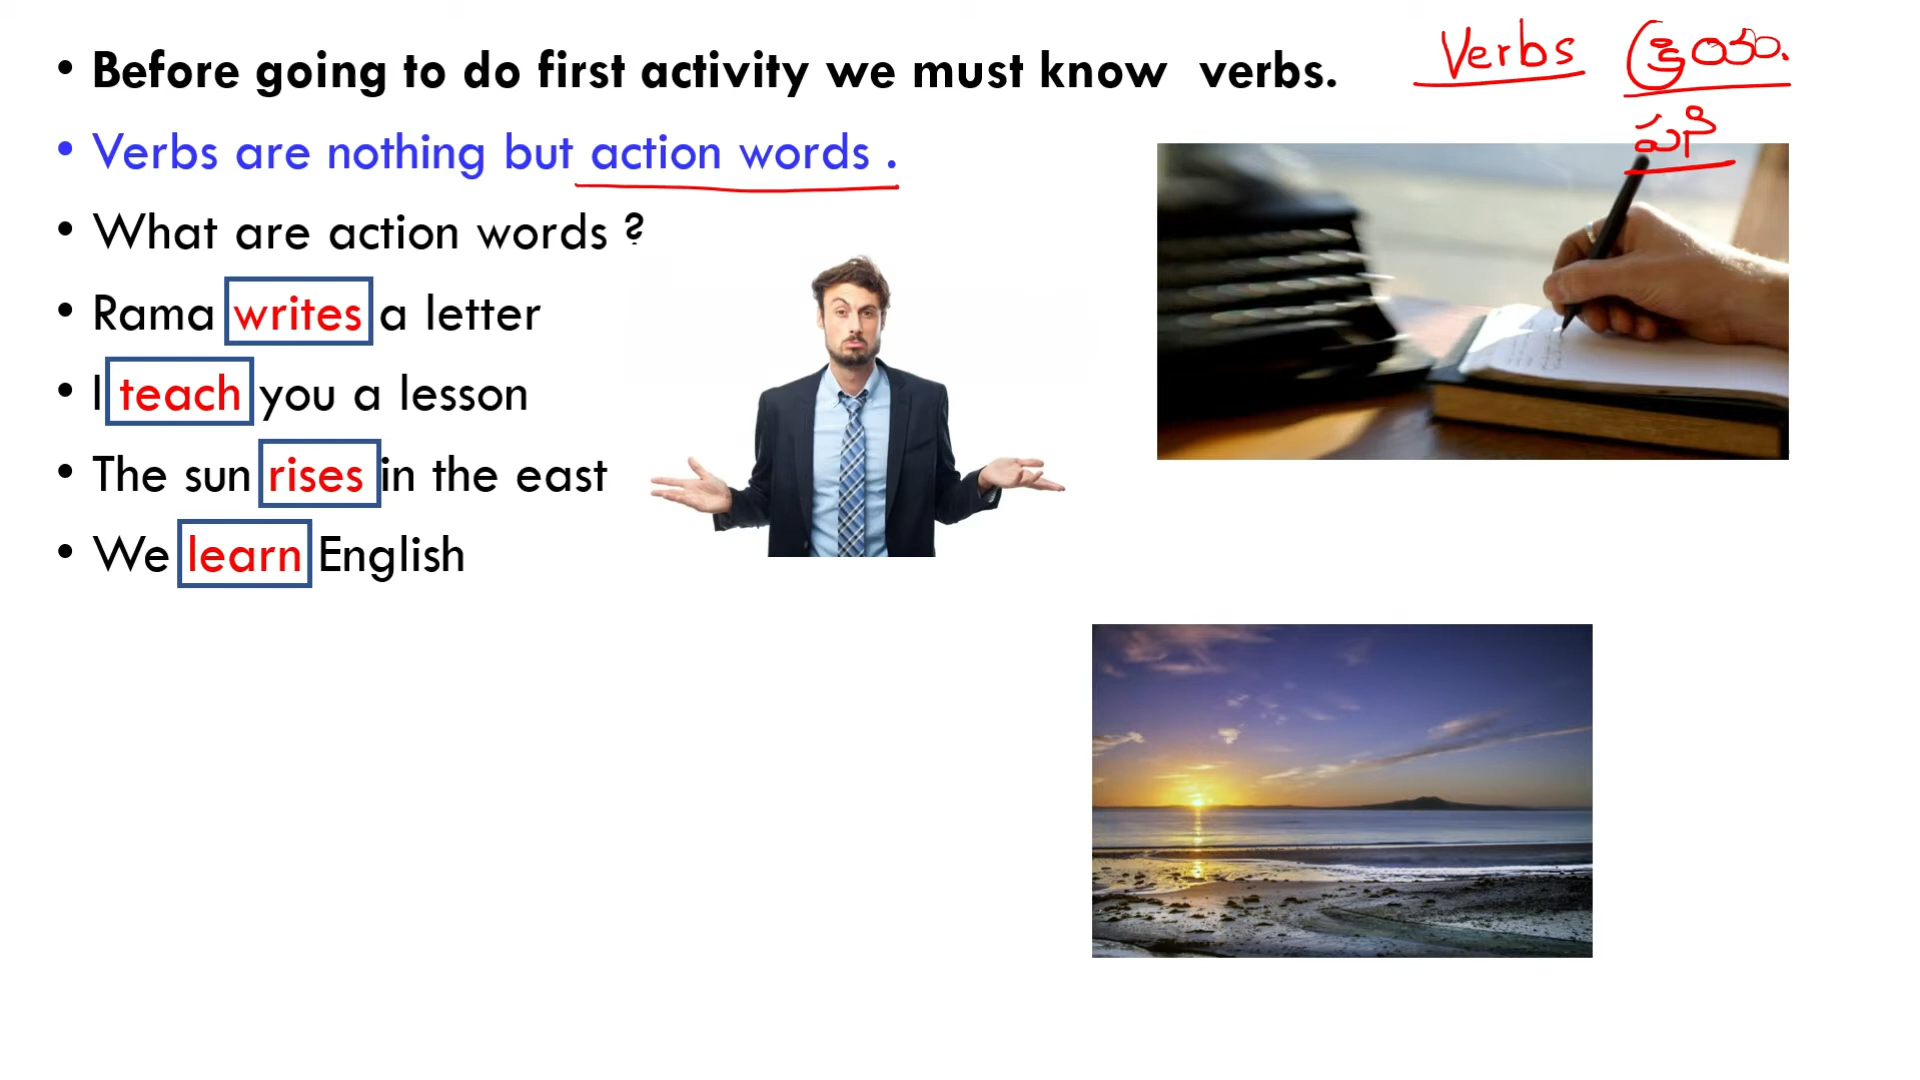 • Before going to do first activity we must know verbs.
Verbs క్రియ.
పని
• Verbs are nothing but action words .
• What are action words ?
• Rama writes a letter
• I teach you a lesson
• The sun rises in the east
• We learn English